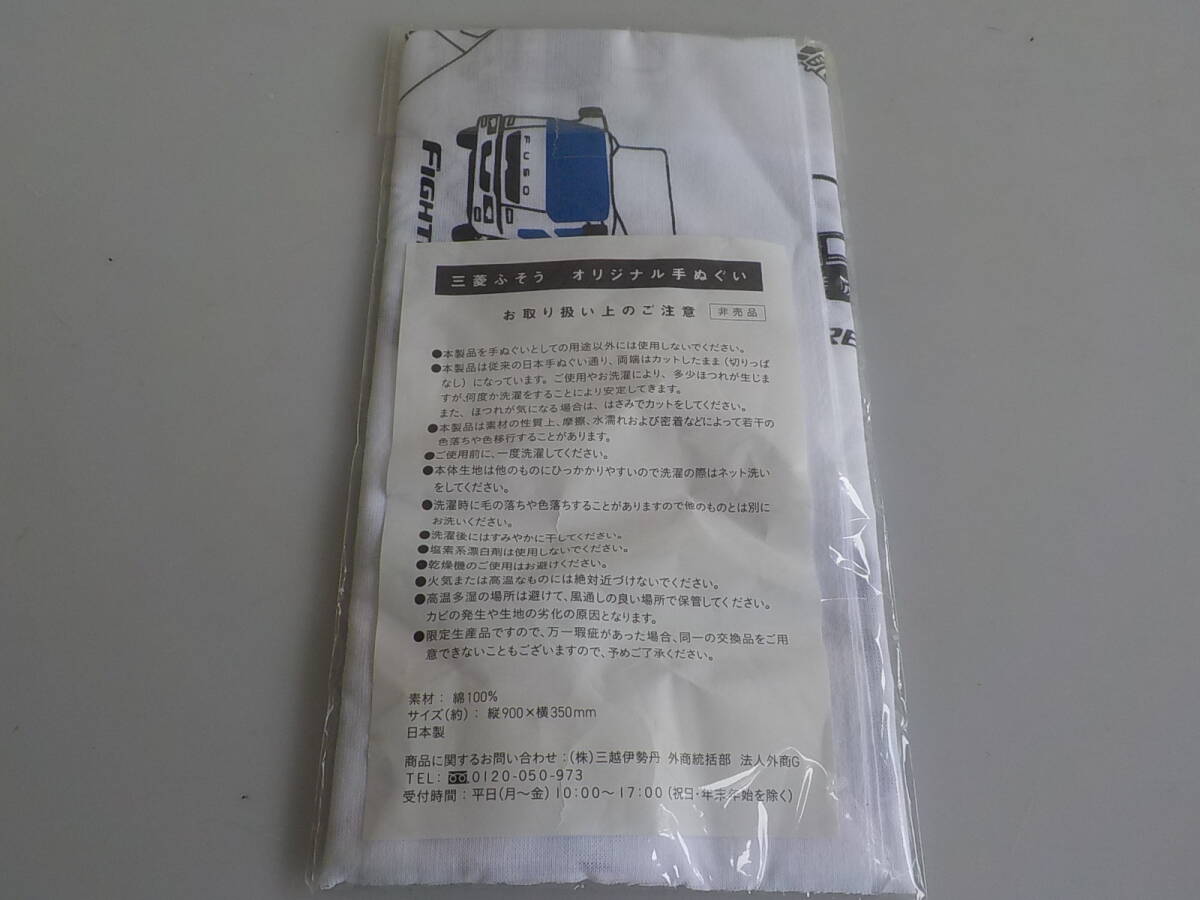 FUSO
FIGHT
RE
三菱ふそう オリジナル手ぬぐい
お取り扱い上のご注意 非売品
●本製品を手ぬぐいとしての用途以外には使用しないでください。
●本製品は従来の日本手ぬぐい通り、両端はカットしたまま(切りっぱ
なし)になっています。ご使用やお洗濯により、多少ほつれが生じま
すが、何度か洗濯をすることにより安定してきます。
また、ほつれが気になる場合は、はさみでカットをしてください。
●本製品は素材の性質上、摩擦、水濡れおよび密着などによって若干の
色落ちや色移行することがあります。
●ご使用前に、一度洗濯してください。
●本体生地は他のものにひっかかりやすいので洗濯の際はネット洗い
をしてください。
●洗濯時に毛の落ちや色落ちすることがありますので他のものとは別に
お洗いください。
●洗濯後にはすみやかに干してください。
●塩素系漂白剤は使用しないでください。
●乾燥機のご使用はお避けください。
●火気または高温なものには絶対近づけないでください。
●高温多湿の場所は避けて、風通しの良い場所で保管してください。
カビの発生や生地の劣化の原因となります。
●限定生産品ですので、万一瑕疵があった場合、同一の交換品をご用
意できないこともございますので、予めご了承ください。
素材：綿100%
サイズ(約)：縦900×横350mm
日本製
商品に関するお問い合わせ：(株)三越伊勢丹 外商統括部 法人外商G
TEL：0120-050-973
受付時間：平日(月〜金)10:00〜17:00(祝日・年末年始を除く)